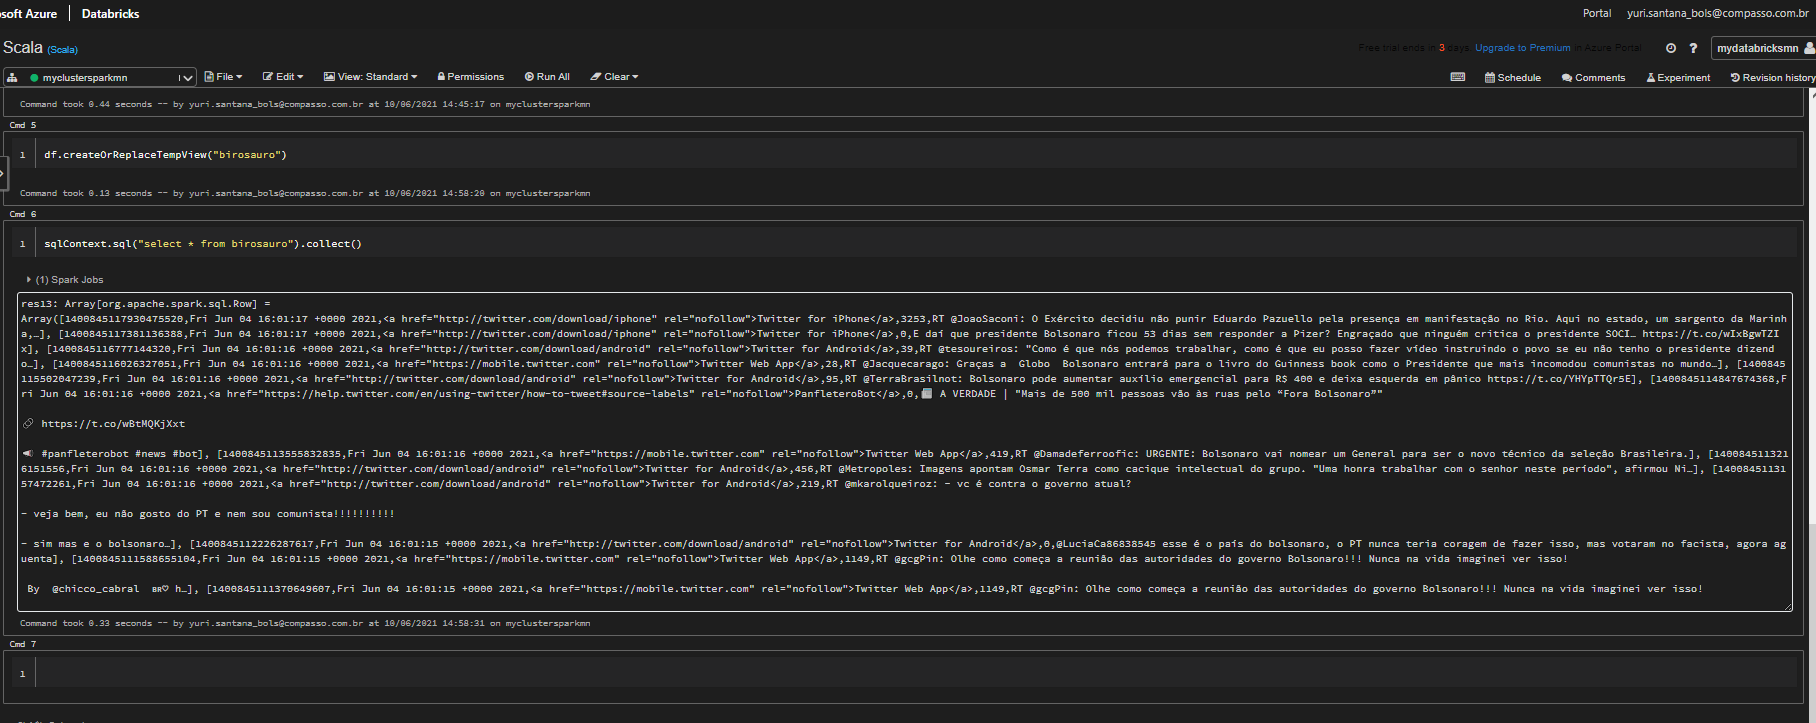 osoft Azure | Databricks
Portal yuri.santana_bols@compasso.com.br
Scala (Scala)
Free trial ends in 3 days. Upgrade to Premium in Azure Portal
? mydatabricksmn
myclustersparkmn File Edit View: Standard Permissions Run All Clear
Schedule Comments Experiment Revision history
Command took 0.44 seconds -- by yuri.santana_bols@compasso.com.br at 10/06/2021 14:45:17 on myclustersparkmn
Cmd 5
1 df.createOrReplaceTempView("birosauro")
Command took 0.13 seconds -- by yuri.santana_bols@compasso.com.br at 10/06/2021 14:58:20 on myclustersparkmn
Cmd 6
1 sqlContext.sql("select * from birosauro").collect()
(1) Spark Jobs
res13: Array[org.apache.spark.sql.Row] =
Array([1400845117930475520,Fri Jun 04 16:01:17 +0000 2021,<a href="http://twitter.com/download/iphone" rel="nofollow">Twitter for iPhone</a>,3253,RT @JoaoSaconi: O Exército decidiu não punir Eduardo Pazuello pela presença em manifestação no Rio. Aqui no estado, um sargento da Marinh
a,…], [1400845117381136388,Fri Jun 04 16:01:17 +0000 2021,<a href="http://twitter.com/download/iphone" rel="nofollow">Twitter for iPhone</a>,0,E daí que presidente Bolsonaro ficou 53 dias sem responder a Pizer? Engraçado que ninguém critica o presidente SOCI… https://t.co/wIxBgwTZI
x], [1400845116777144320,Fri Jun 04 16:01:16 +0000 2021,<a href="http://twitter.com/download/android" rel="nofollow">Twitter for Android</a>,39,RT @tesoureiros: "Como é que nós podemos trabalhar, como é que eu posso fazer vídeo instruindo o povo se eu não tenho o presidente dizend
o…], [1400845116026327051,Fri Jun 04 16:01:16 +0000 2021,<a href="https://mobile.twitter.com" rel="nofollow">Twitter Web App</a>,28,RT @Jacquecarago: Graças a Globo Bolsonaro entrará para o livro do Guinness book como o Presidente que mais incomodou comunistas no mundo…], [1400845
115502047239,Fri Jun 04 16:01:16 +0000 2021,<a href="http://twitter.com/download/android" rel="nofollow">Twitter for Android</a>,95,RT @TerraBrasilnot: Bolsonaro pode aumentar auxílio emergencial para R$ 400 e deixa esquerda em pânico https://t.co/YHYpTTQr5E], [1400845114847674368,F
ri Jun 04 16:01:16 +0000 2021,<a href="https://help.twitter.com/en/using-twitter/how-to-tweet#source-labels" rel="nofollow">PanfleteroBot</a>,0,📰 A VERDADE | "Mais de 500 mil pessoas vão às ruas pelo “Fora Bolsonaro”"
🔗 https://t.co/wBtMQKjXxt
📢 #panfleterobot #news #bot], [1400845113555832835,Fri Jun 04 16:01:16 +0000 2021,<a href="https://mobile.twitter.com" rel="nofollow">Twitter Web App</a>,419,RT @Damadeferroofic: URGENTE: Bolsonaro vai nomear um General para ser o novo técnico da seleção Brasileira.], [14008451​1321
6151556,Fri Jun 04 16:01:16 +0000 2021,<a href="http://twitter.com/download/android" rel="nofollow">Twitter for Android</a>,456,RT @Metropoles: Imagens apontam Osmar Terra como cacique intelectual do grupo. "Uma honra trabalhar com o senhor neste período", afirmou Ni…], [1400845113​1
57472261,Fri Jun 04 16:01:16 +0000 2021,<a href="http://twitter.com/download/android" rel="nofollow">Twitter for Android</a>,219,RT @mkarolqueiroz: - vc é contra o governo atual?
- veja bem, eu não gosto do PT e nem sou comunista!!!!!!!!!!
- sim mas e o bolsonaro…], [1400845112226287617,Fri Jun 04 16:01:15 +0000 2021,<a href="http://twitter.com/download/android" rel="nofollow">Twitter for Android</a>,0,@LuciaCa86838545 esse é o país do bolsonaro, o PT nunca teria coragem de fazer isso, mas votaram no facista, agora ag
uenta], [1400845111588655104,Fri Jun 04 16:01:15 +0000 2021,<a href="https://mobile.twitter.com" rel="nofollow">Twitter Web App</a>,1149,RT @gcgPin: Olhe como começa a reunião das autoridades do governo Bolsonaro!!! Nunca na vida imaginei ver isso!
By @chicco_cabral 🇧🇷♡ h…], [1400845111370649607,Fri Jun 04 16:01:15 +0000 2021,<a href="https://mobile.twitter.com" rel="nofollow">Twitter Web App</a>,1149,RT @gcgPin: Olhe como começa a reunião das autoridades do governo Bolsonaro!!! Nunca na vida imaginei ver isso!
Command took 0.33 seconds -- by yuri.santana_bols@compasso.com.br at 10/06/2021 14:58:31 on myclustersparkmn
Cmd 7
1